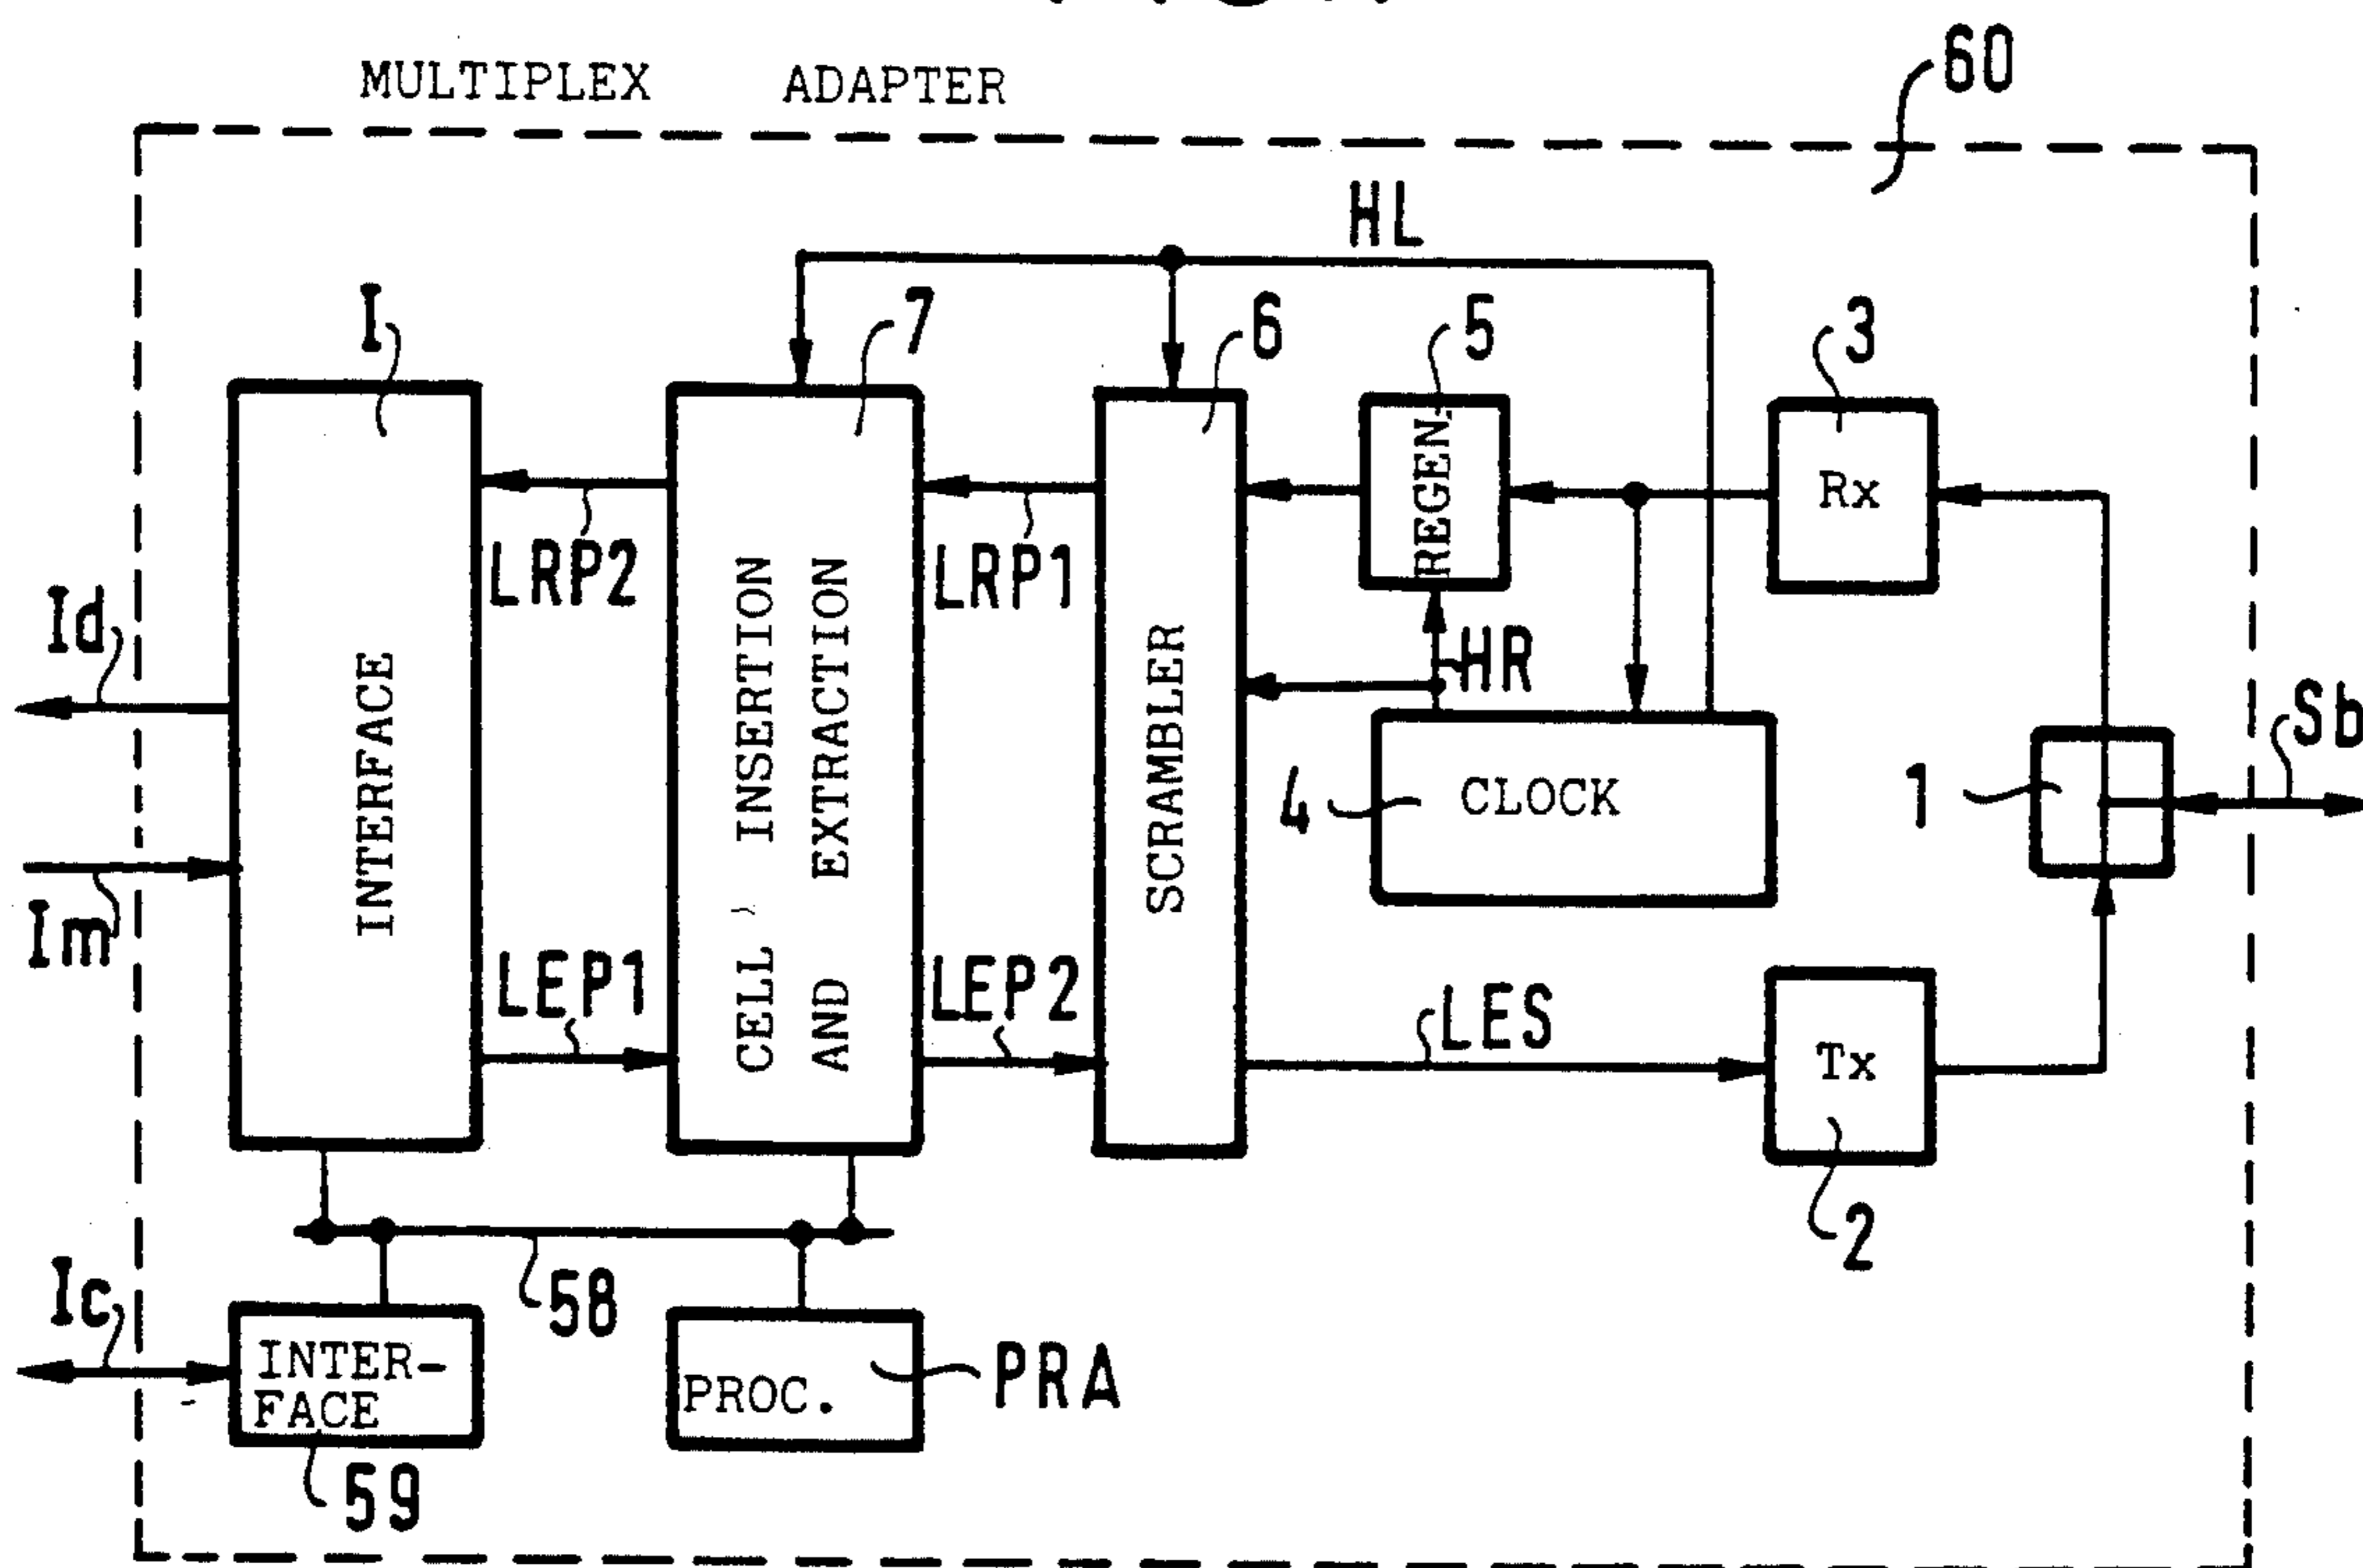 MULTIPLEX ADAPTER
60
HL
I
7
6
5
3
REGEN.
Rx
LRP2
LRP1
HR
Id
INTERFACE
CELL INSERTION
AND EXTRACTION
SCRAMBLER
Sb
4
CLOCK
1
Im
LEP1
LEP2
LES
Tx
2
58
Ic
INTER-
FACE
PROC.
PRA
59